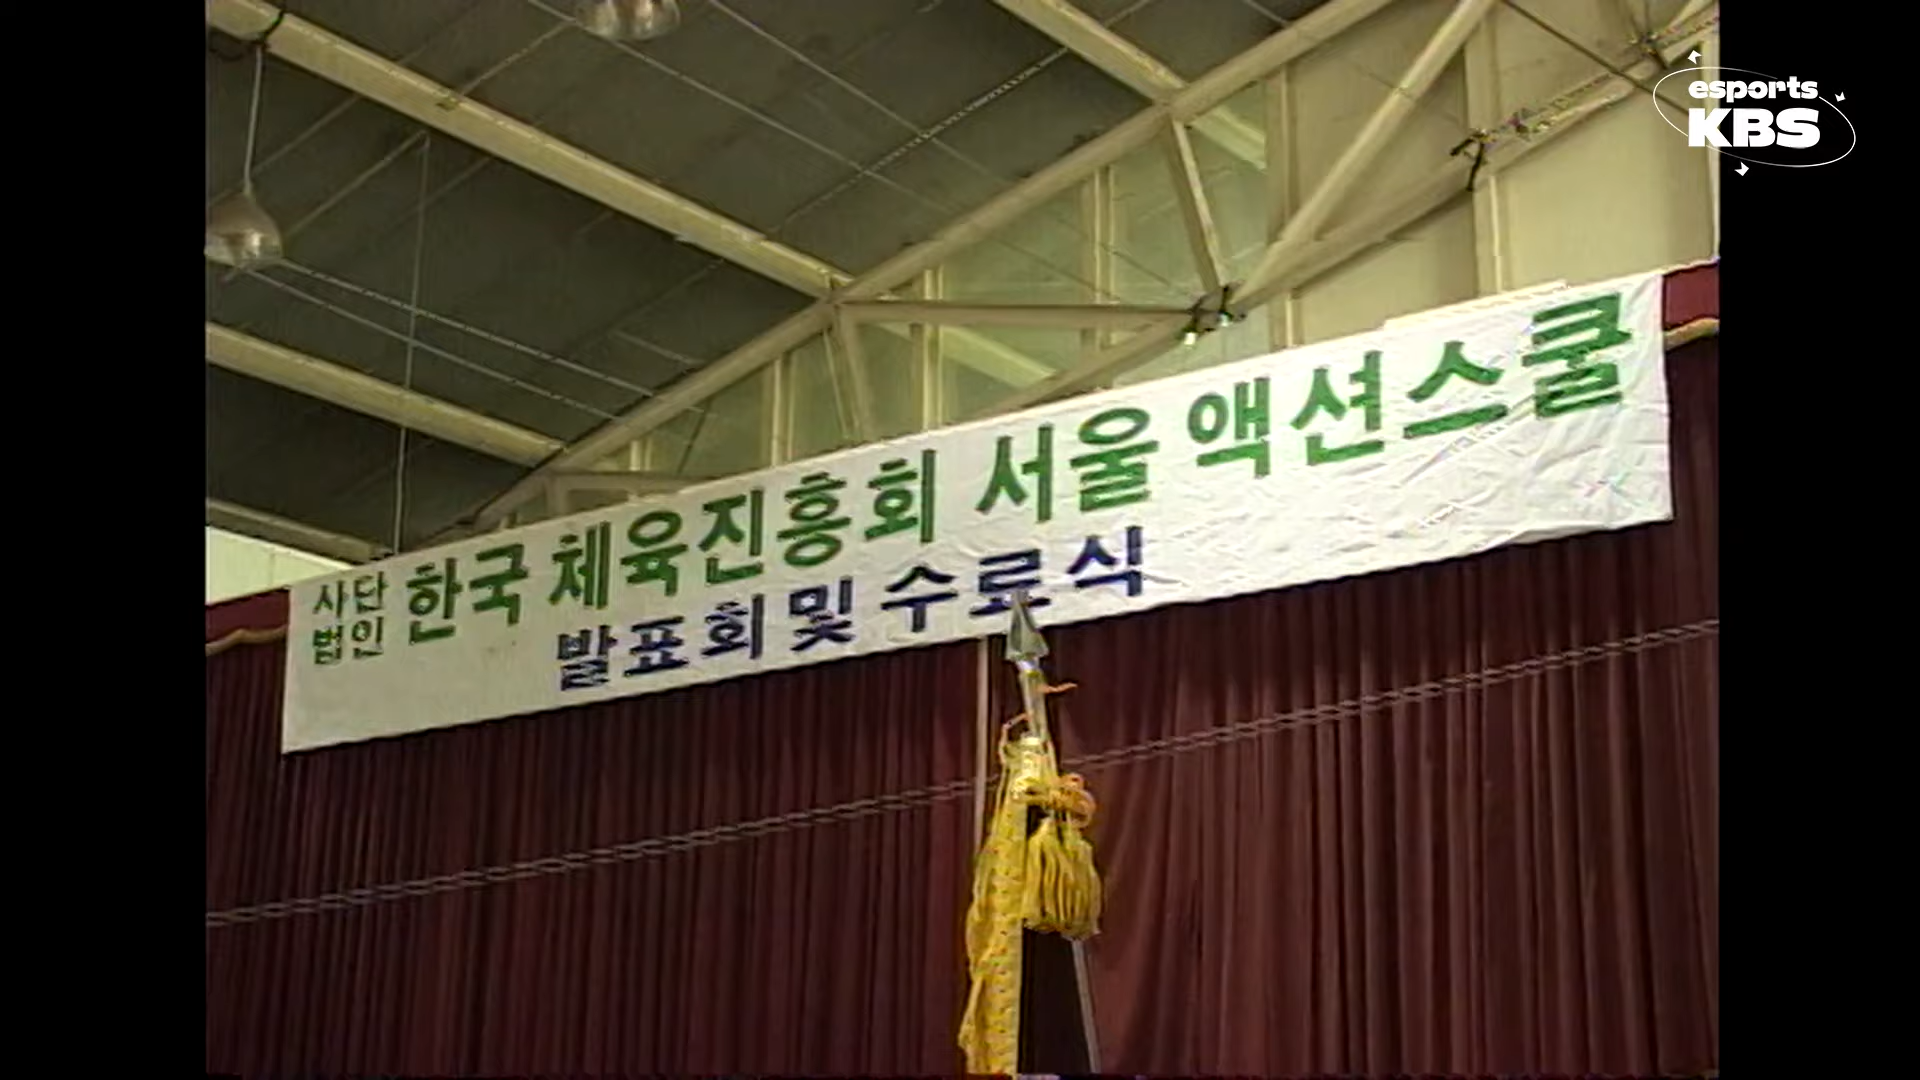 사단
법인
한국 체육진흥회 서울 액션스쿨
발표회 및 수료식
esports
KBS